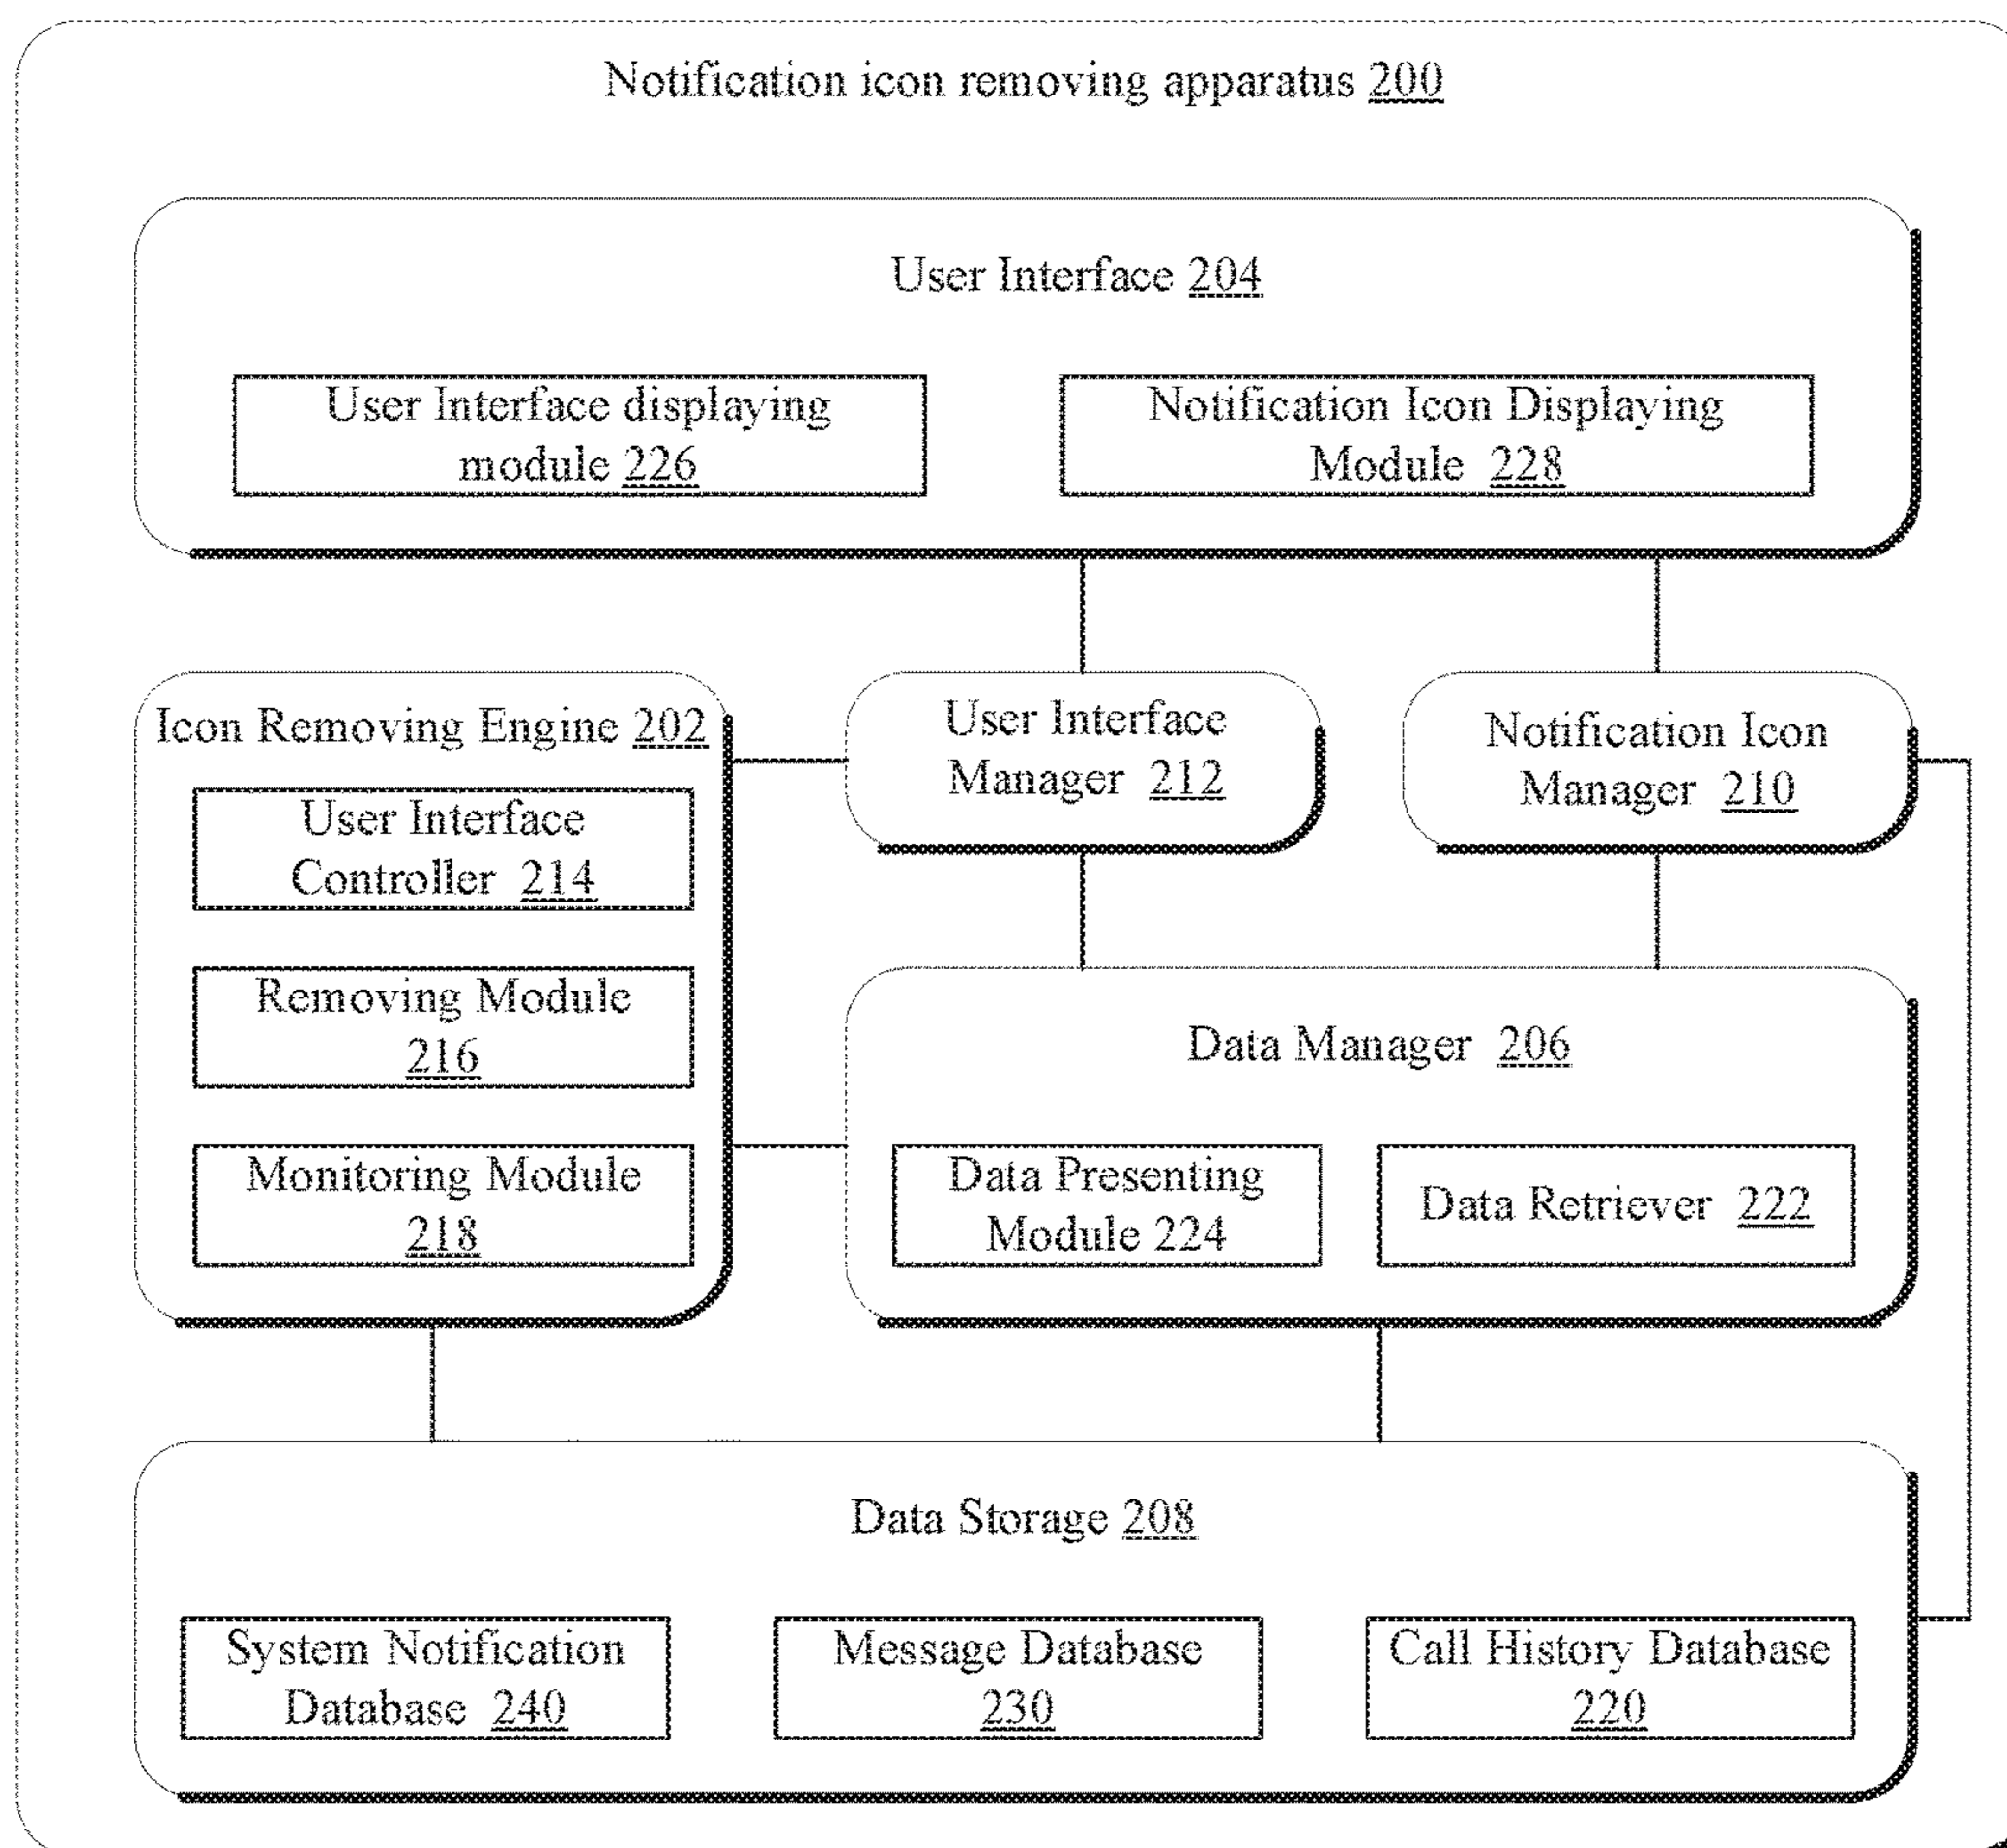 Notification icon removing apparatus 200
User Interface 204
User Interface displaying
module 226
Notification Icon Displaying
Module 228
Icon Removing Engine 202
User Interface
Controller 214
Removing Module
216
Monitoring Module
218
User Interface
Manager 212
Notification Icon
Manager 210
Data Manager 206
Data Presenting
Module 224
Data Retriever 222
Data Storage 208
System Notification
Database 240
Message Database
230
Call History Database
220